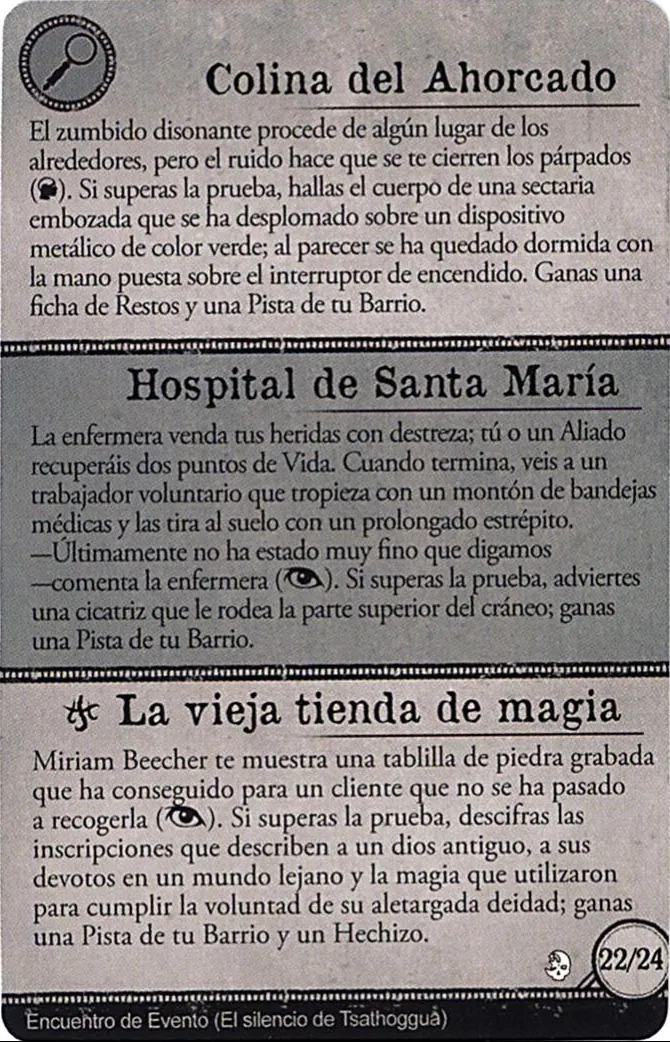 Colina del Ahorcado
El zumbido disonante procede de algún lugar de los
alrededores, pero el ruido hace que se te cierren los párpados
( ). Si superas la prueba, hallas el cuerpo de una sectaria
embozada que se ha desplomado sobre un dispositivo
metálico de color verde; al parecer se ha quedado dormida con
la mano puesta sobre el interruptor de encendido. Ganas una
ficha de Restos y una Pista de tu Barrio.
Hospital de Santa María
La enfermera venda tus heridas con destreza; tú o un Aliado
recuperáis dos puntos de Vida. Cuando termina, veis a un
trabajador voluntario que tropieza con un montón de bandejas
médicas y las tira al suelo con un prolongado estrépito.
—Últimamente no ha estado muy fino que digamos
—comenta la enfermera ( ). Si superas la prueba, adviertes
una cicatriz que le rodea la parte superior del cráneo; ganas
una Pista de tu Barrio.
La vieja tienda de magia
Miriam Beecher te muestra una tablilla de piedra grabada
que ha conseguido para un cliente que no se ha pasado
a recogerla ( ). Si superas la prueba, descifras las
inscripciones que describen a un dios antiguo, a sus
devotos en un mundo lejano y la magia que utilizaron
para cumplir la voluntad de su aletargada deidad; ganas
una Pista de tu Barrio y un Hechizo.
22/24
Encuentro de Evento (El silencio de Tsathogguâ)